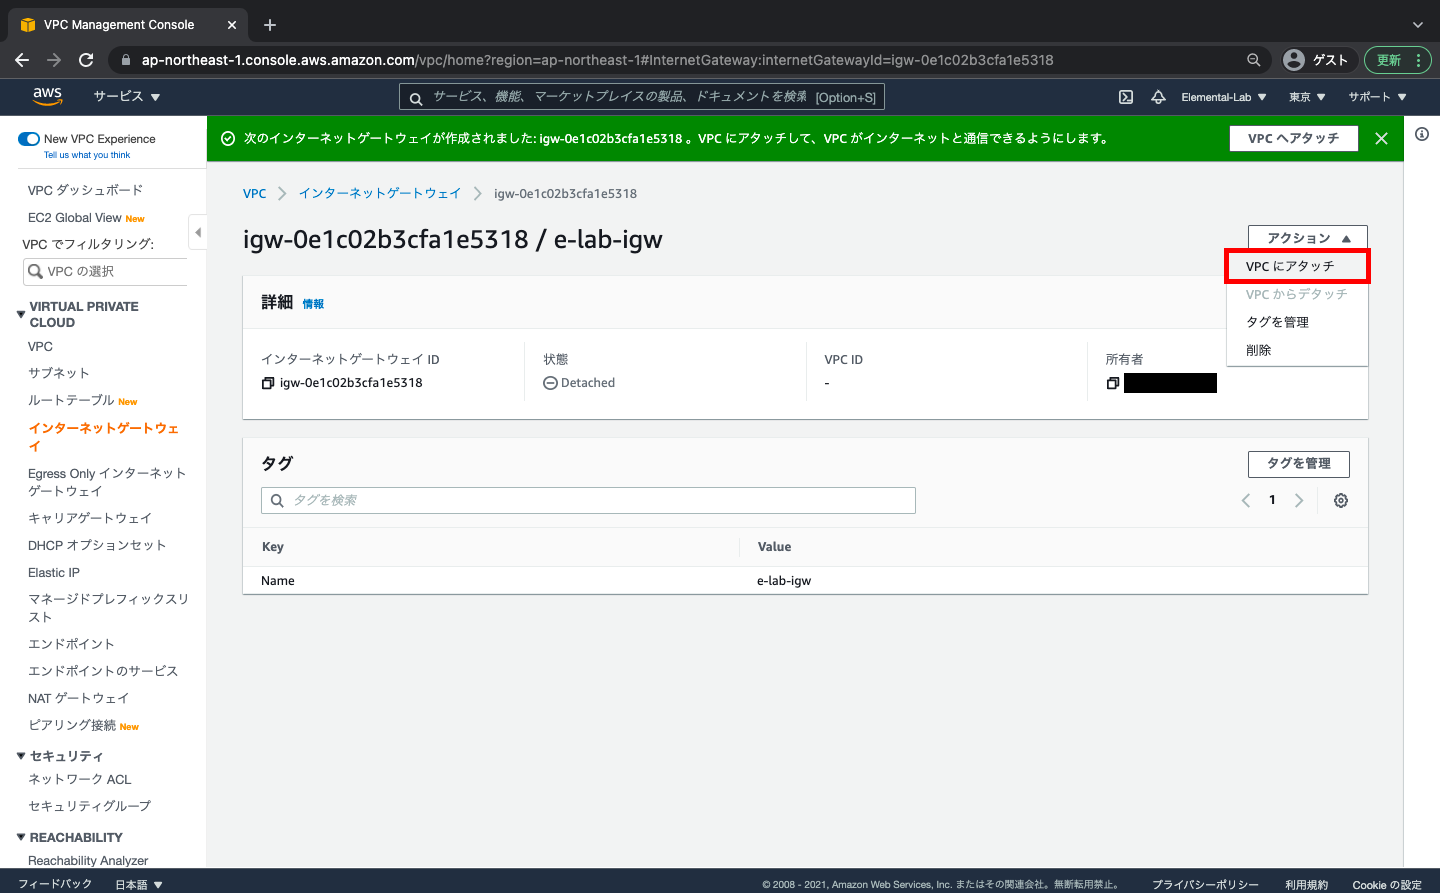 VPC Management Console
ap-northeast-1.console.aws.amazon.com/vpc/home?region=ap-northeast-1#InternetGateway:internetGatewayId=igw-0e1c02b3cfa1e5318
ゲスト
更新
aws
サービス ▼
サービス、機能、マーケットプレイスの製品、ドキュメントを検索 [Option+S]
Elemental-Lab ▼
東京 ▼
サポート ▼
New VPC Experience
Tell us what you think
次のインターネットゲートウェイが作成されました: igw-0e1c02b3cfa1e5318 。VPC にアタッチして、VPC がインターネットと通信できるようにします。
VPC へアタッチ
VPC ダッシュボード
EC2 Global View New
VPC でフィルタリング:
VPC の選択
VIRTUAL PRIVATE
CLOUD
VPC
サブネット
ルートテーブル New
インターネットゲートウェ
イ
Egress Only インターネット
ゲートウェイ
キャリアゲートウェイ
DHCP オプションセット
Elastic IP
マネージドプレフィックスリ
スト
エンドポイント
エンドポイントのサービス
NAT ゲートウェイ
ピアリング接続 New
セキュリティ
ネットワーク ACL
セキュリティグループ
REACHABILITY
Reachability Analyzer
VPC > インターネットゲートウェイ > igw-0e1c02b3cfa1e5318
igw-0e1c02b3cfa1e5318 / e-lab-igw
アクション ▲
VPC にアタッチ
VPC からデタッチ
タグを管理
削除
詳細 情報
インターネットゲートウェイ ID
igw-0e1c02b3cfa1e5318
状態
Detached
VPC ID
-
所有者
タグ
タグを管理
タグを検索
1
Key Value
Name e-lab-igw
フィードバック
日本語 ▼
© 2008 - 2021, Amazon Web Services, Inc. またはその関連会社。無断転用禁止。
プライバシーポリシー
利用規約
Cookie の設定